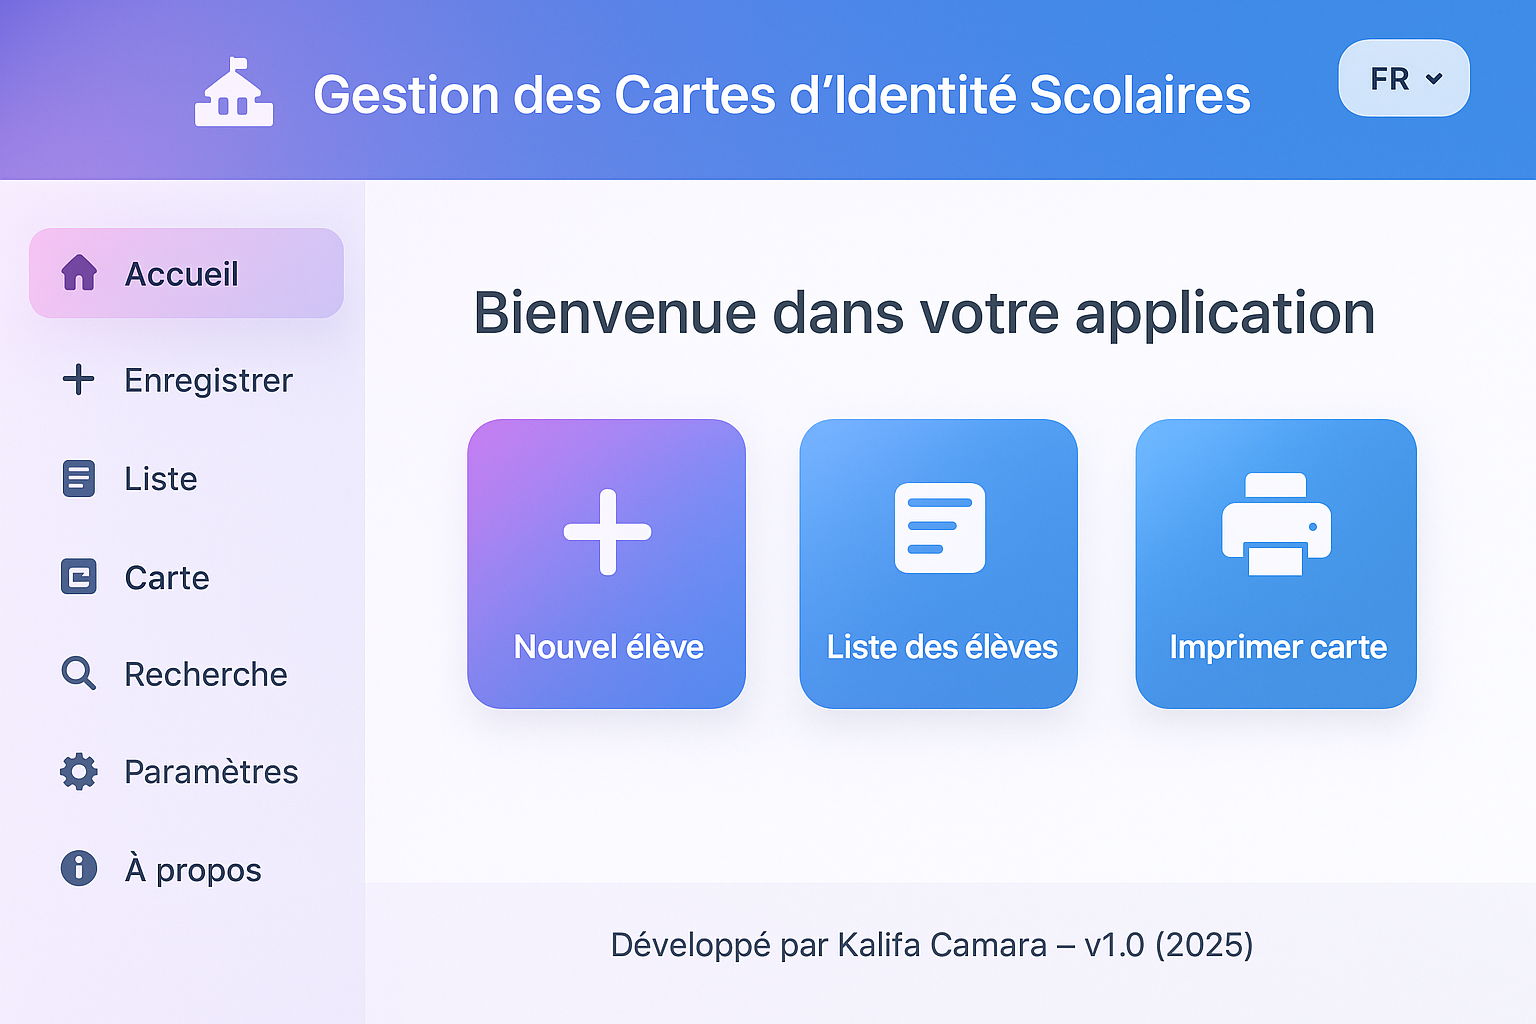 Gestion des Cartes d’Identité Scolaires
FR
Accueil
Enregistrer
Liste
Carte
Recherche
Paramètres
À propos
Bienvenue dans votre application
Nouvel élève
Liste des élèves
Imprimer carte
Développé par Kalifa Camara – v1.0 (2025)